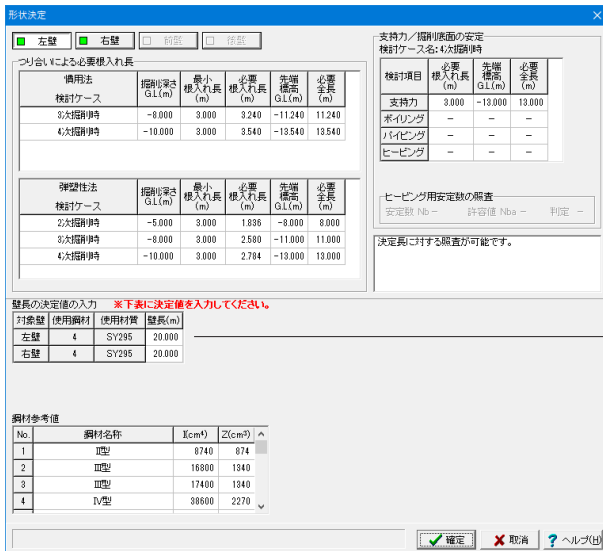 形状決定
左壁 右壁 前壁 後壁
つり合いによる必要根入れ長
慣用法
検討ケース 掘削深さ G.L(m) 最小 根入れ長 (m) 必要 根入れ長 (m) 先端 標高 G.L(m) 必要 全長 (m)
3次掘削時 -8.000 3.000 3.240 -11.240 11.240
4次掘削時 -10.000 3.000 3.540 -13.540 13.540
弾塑性法
検討ケース 掘削深さ G.L(m) 最小 根入れ長 (m) 必要 根入れ長 (m) 先端 標高 G.L(m) 必要 全長 (m)
2次掘削時 -5.000 3.000 1.836 -8.000 8.000
3次掘削時 -8.000 3.000 2.580 -11.000 11.000
4次掘削時 -10.000 3.000 2.784 -13.000 13.000
支持力/掘削底面の安定
検討ケース名:4次掘削時
検討項目 必要 根入れ長 (m) 先端 標高 G.L(m) 必要 全長 (m)
支持力 3.000 -13.000 13.000
ボイリング - - -
パイピング - - -
ヒービング - - -
ヒービング用安定数の照査
安定数 Nb - 許容値 Nba - 判定 -
決定長に対する照査が可能です。
壁長の決定値の入力 ※下表に決定値を入力してください。
対象壁 使用鋼材 使用材質 壁長(m)
左壁 4 SY295 20.000
右壁 4 SY295 20.000
鋼材参考値
No. 鋼材名称 I(cm⁴) Z(cm³)
1 Ⅱ型 8740 874
2 Ⅲ型 16800 1340
3 Ⅲ型 17400 1340
4 Ⅳ型 38600 2270
確定 取消 ? ヘルプ(H)